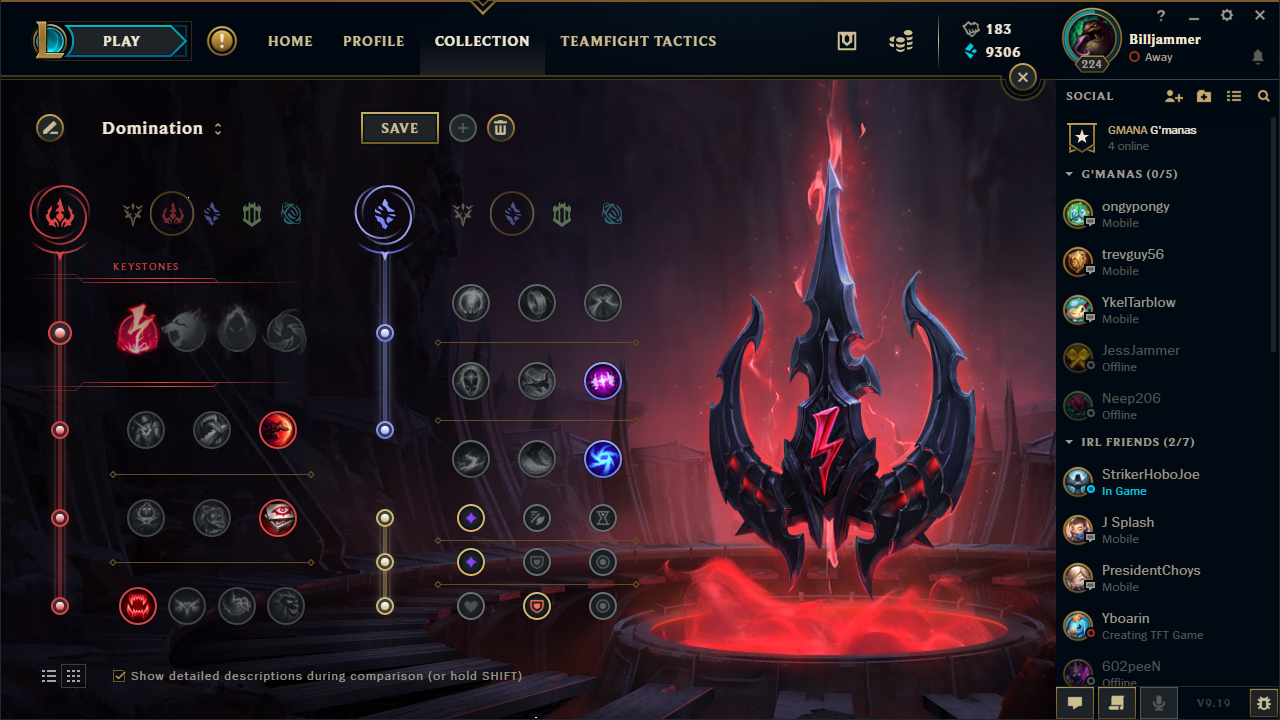 PLAY
HOME
PROFILE
COLLECTION
TEAMFIGHT TACTICS
183
9306
224
Billjammer
Away
Domination
SAVE
KEYSTONES
Show detailed descriptions during comparison (or hold SHIFT)
SOCIAL
GMANA G'manas
4 online
G'MANAS (0/5)
ongypongy
Mobile
trevguy56
Mobile
YkelTarblow
Mobile
JessJammer
Offline
Neep206
Offline
IRL FRIENDS (2/7)
StrikerHoboJoe
In Game
J Splash
Mobile
PresidentChoys
Mobile
Yboarin
Creating TFT Game
602peeN
Offline
V9.19